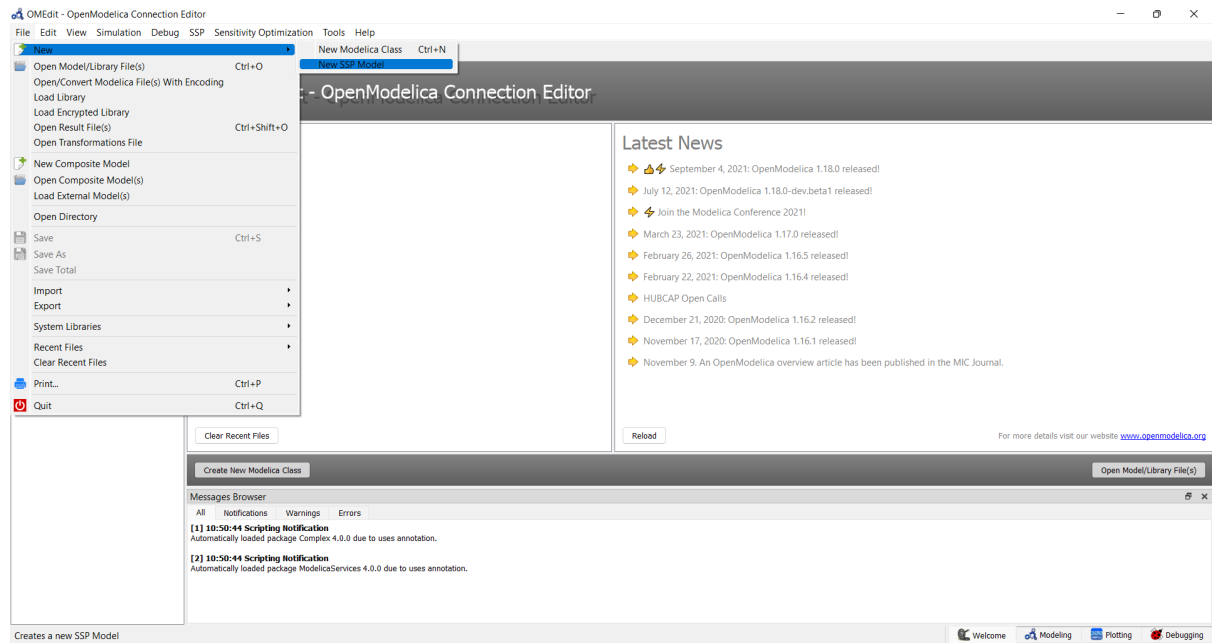 OMEdit - OpenModelica Connection Editor
File Edit View Simulation Debug SSP Sensitivity Optimization Tools Help
New
New Modelica Class Ctrl+N
New SSP Model
Open Model/Library File(s) Ctrl+O
Open/Convert Modelica File(s) With Encoding
Load Library
Load Encrypted Library
Open Result File(s) Ctrl+Shift+O
Open Transformations File
New Composite Model
Open Composite Model(s)
Load External Model(s)
Open Directory
Save Ctrl+S
Save As
Save Total
Import
Export
System Libraries
Recent Files
Clear Recent Files
Print... Ctrl+P
Quit Ctrl+Q
- OpenModelica Connection Editor
Latest News
September 4, 2021: OpenModelica 1.18.0 released!
July 12, 2021: OpenModelica 1.18.0-dev.beta1 released!
Join the Modelica Conference 2021!
March 23, 2021: OpenModelica 1.17.0 released!
February 26, 2021: OpenModelica 1.16.5 released!
February 22, 2021: OpenModelica 1.16.4 released!
HUBCAP Open Calls
December 21, 2020: OpenModelica 1.16.2 released!
November 17, 2020: OpenModelica 1.16.1 released!
November 9. An OpenModelica overview article has been published in the MIC Journal.
Clear Recent Files
Reload
For more details visit our website www.openmodelica.org
Create New Modelica Class
Open Model/Library File(s)
Messages Browser
All Notifications Warnings Errors
[1] 10:50:44 Scripting Notification
Automatically loaded package Complex 4.0.0 due to uses annotation.
[2] 10:50:44 Scripting Notification
Automatically loaded package ModelicaServices 4.0.0 due to uses annotation.
Creates a new SSP Model
Welcome Modeling Plotting Debugging